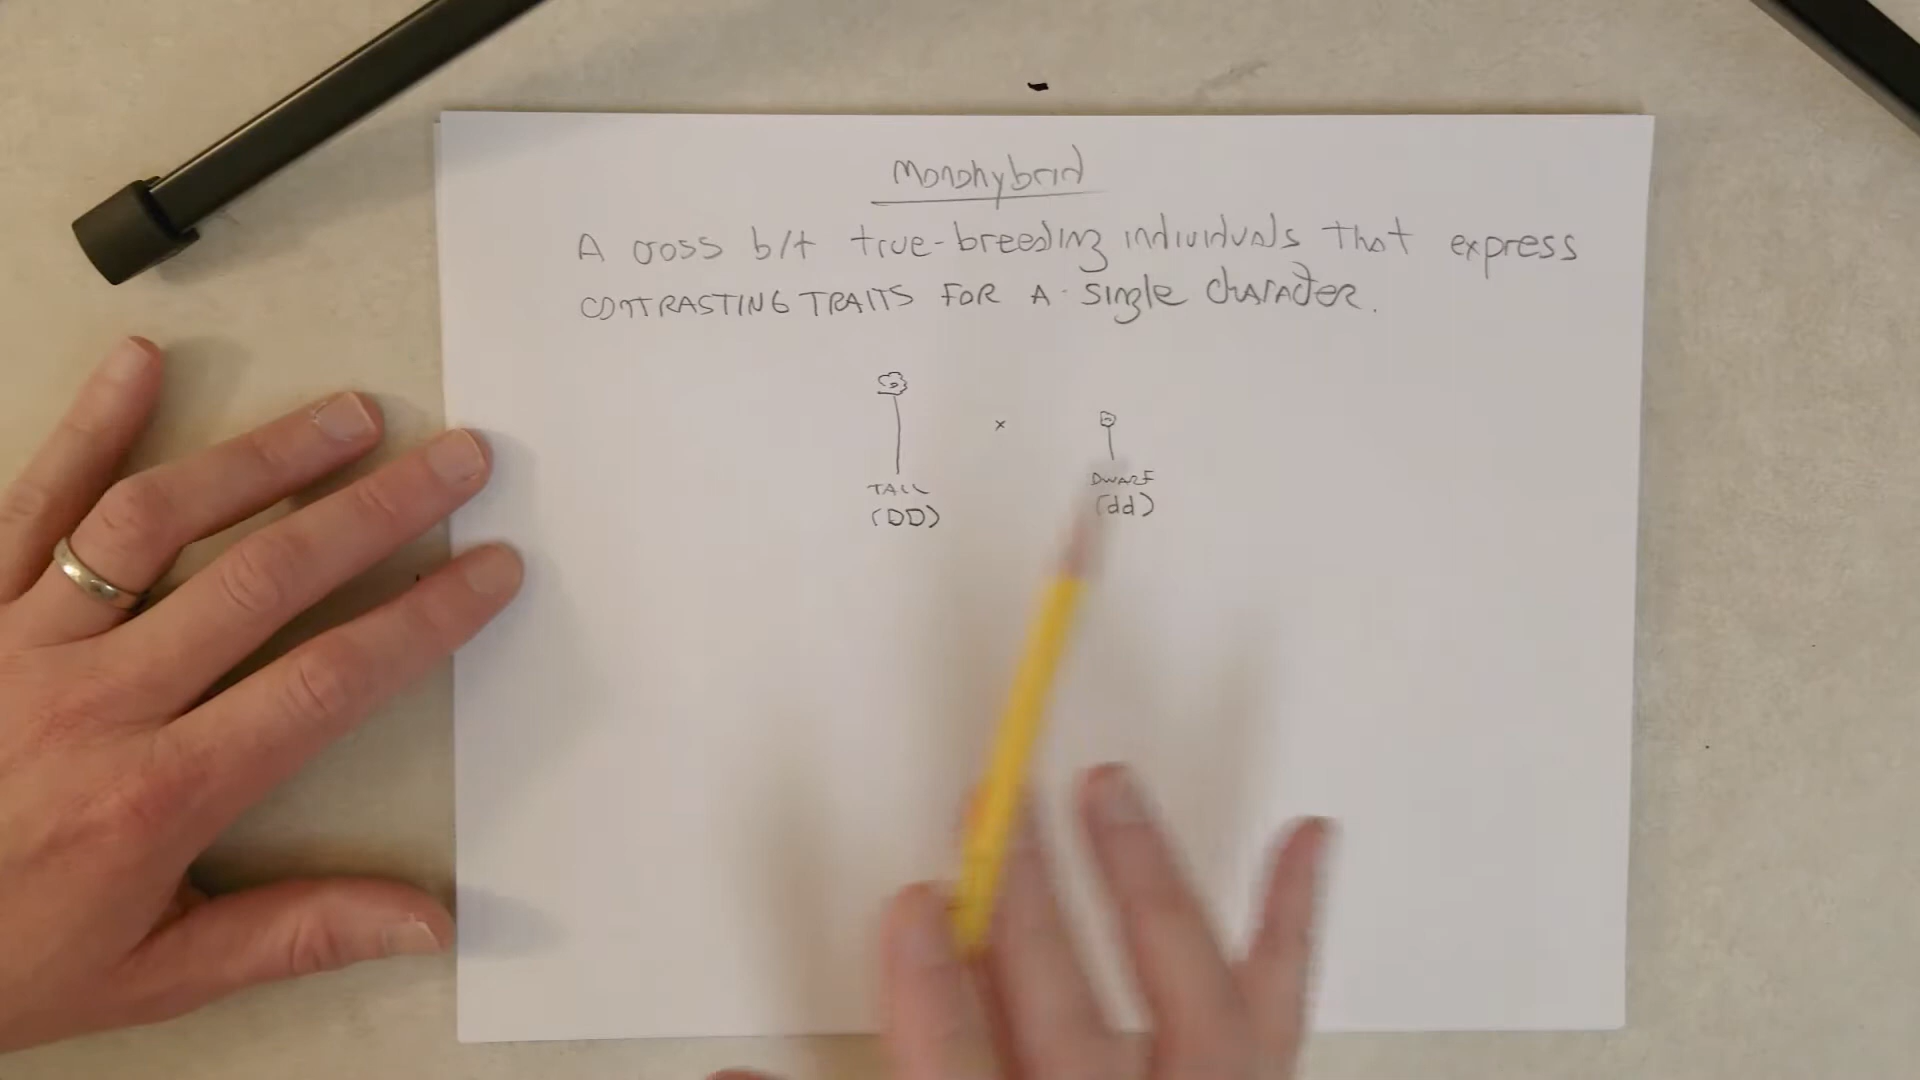 Monohybrid
A cross b/t true-breeding individuals that express
CONTRASTING TRAITS FOR A single character.
x
TALL
DWARF
(DD)
(dd)